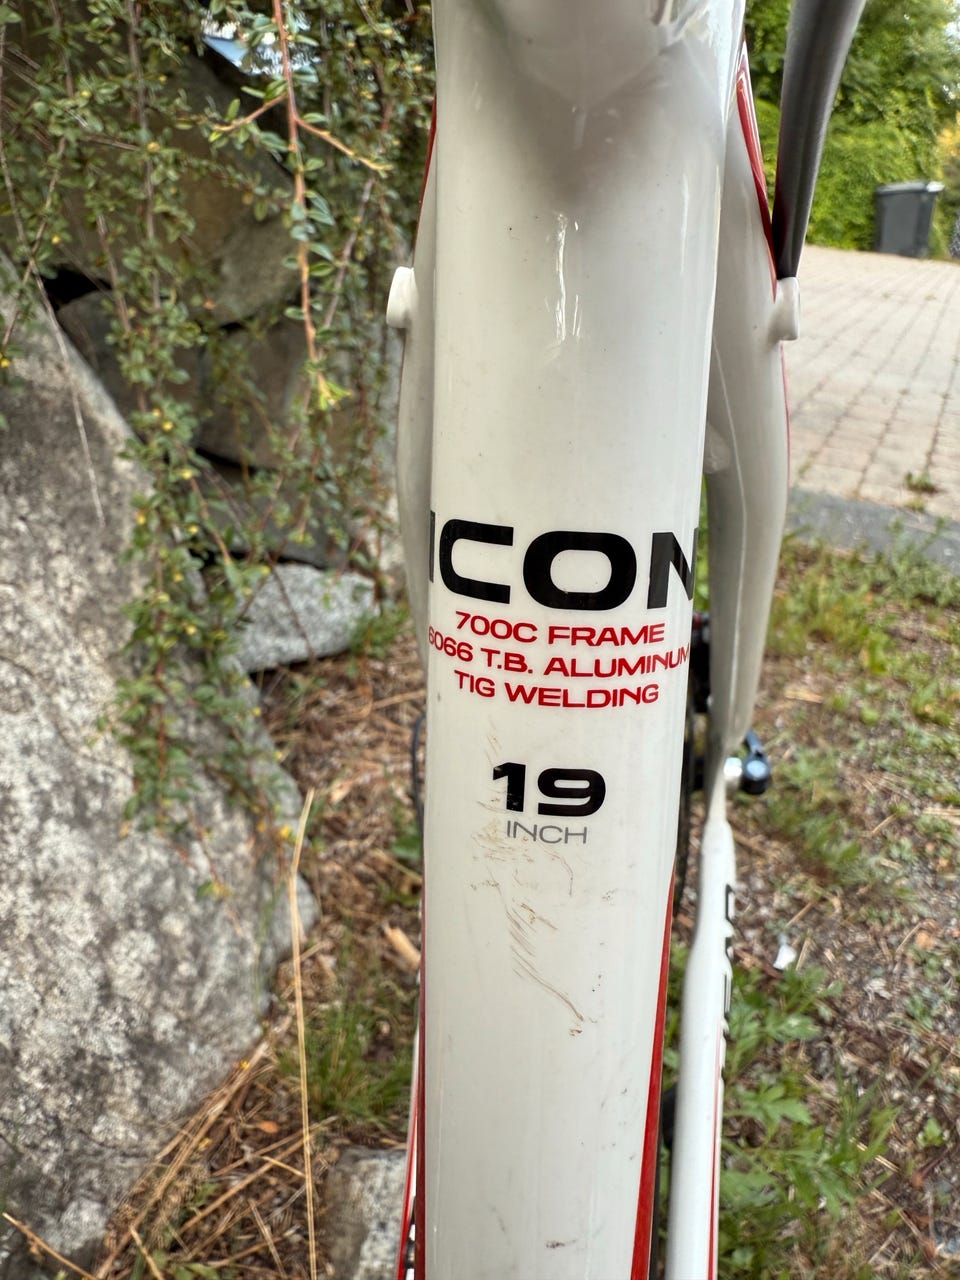 ICON
700C FRAME
6066 T.B. ALUMINUM
TIG WELDING
19
INCH